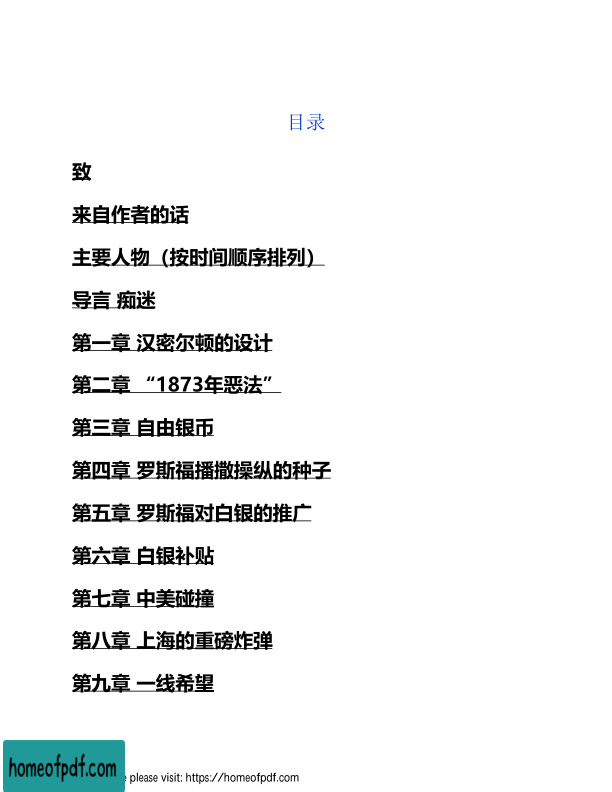 目录
致
来自作者的话
主要人物（按时间顺序排列）
导言 痴迷
第一章 汉密尔顿的设计
第二章 “1873年恶法”
第三章 自由银币
第四章 罗斯福播撒操纵的种子
第五章 罗斯福对白银的推广
第六章 白银补贴
第七章 中美碰撞
第八章 上海的重磅炸弹
第九章 一线希望
homeofpdf.com
e please visit: https://homeofpdf.com